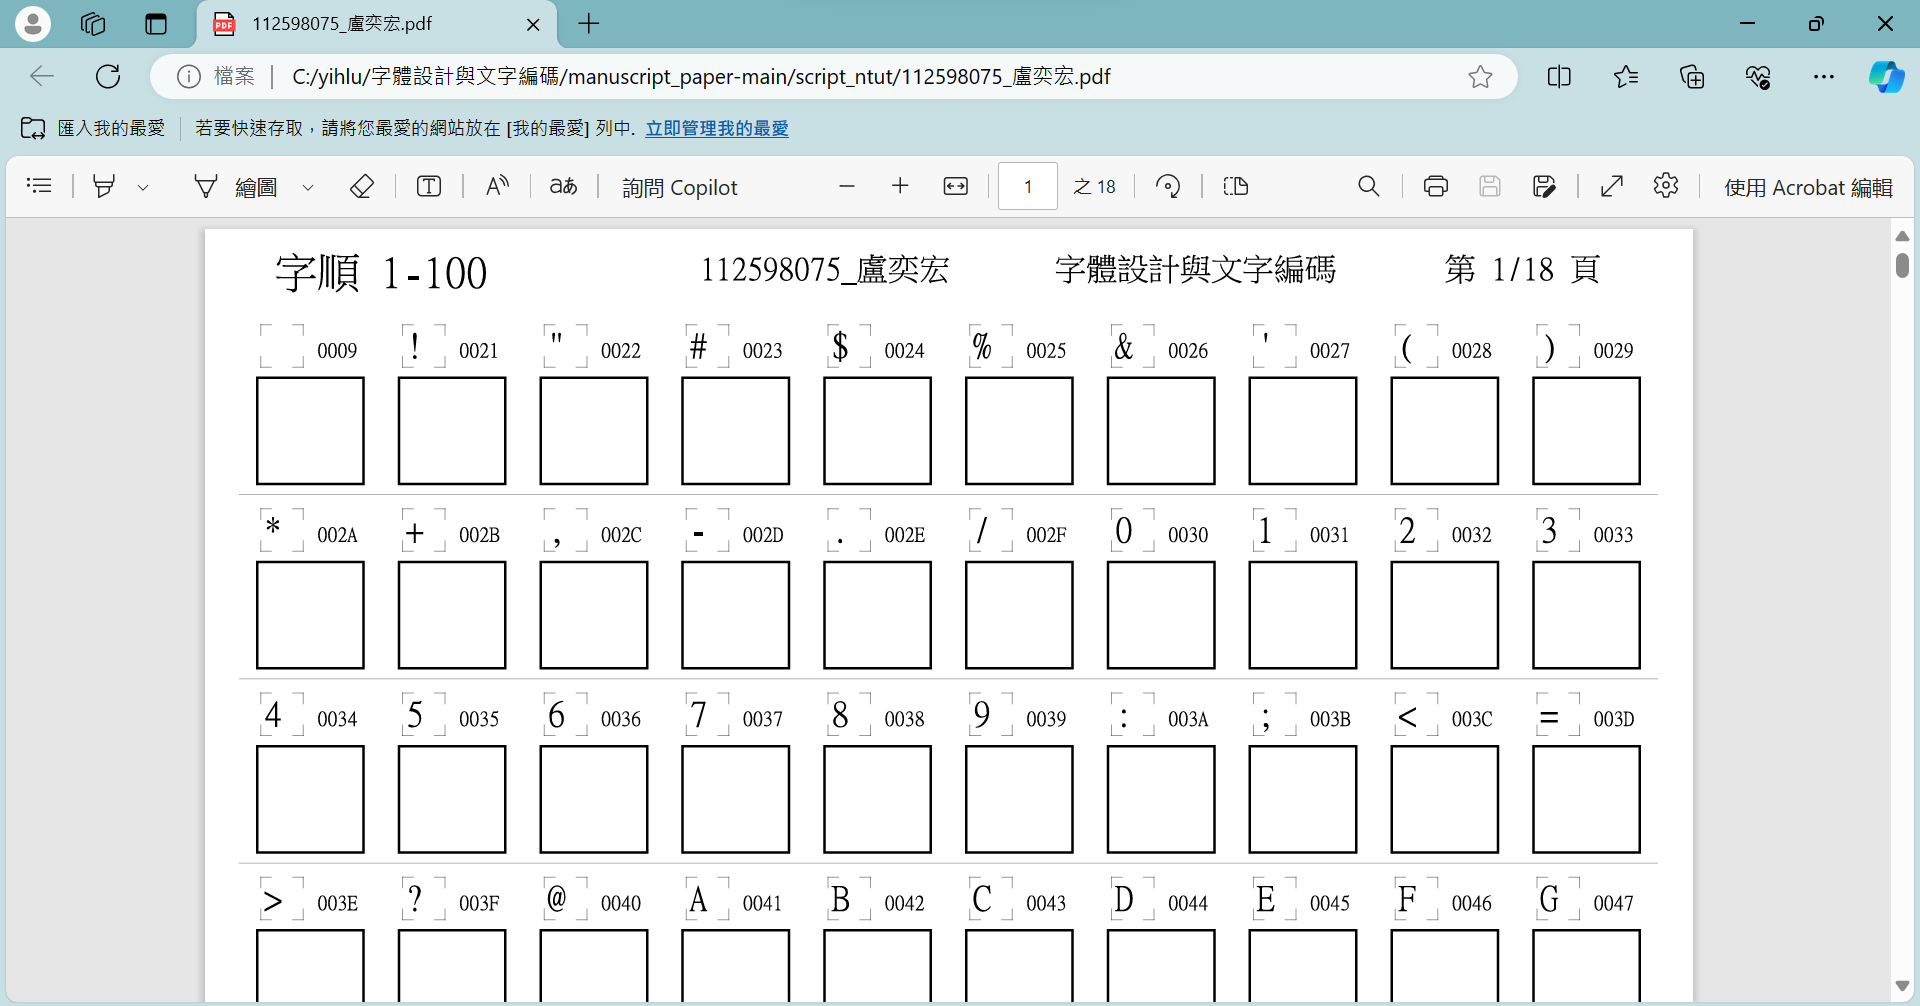 112598075_盧奕宏.pdf
檔案 C:/yihlu/字體設計與文字編碼/manuscript_paper-main/script_ntut/112598075_盧奕宏.pdf
匯入我的最愛 若要快速存取，請將您最愛的網站放在 [我的最愛] 列中. 立即管理我的最愛
繪圖 T A aあ 詢問 Copilot 1 之 18 使用 Acrobat 編輯
字順 1-100 112598075_盧奕宏 字體設計與文字編碼 第 1/18 頁
0009 ! 0021 " 0022 # 0023 $ 0024 % 0025 & 0026 ' 0027 ( 0028 ) 0029
* 002A + 002B , 002C - 002D . 002E / 002F 0 0030 1 0031 2 0032 3 0033
4 0034 5 0035 6 0036 7 0037 8 0038 9 0039 : 003A ; 003B < 003C = 003D
> 003E ? 003F @ 0040 A 0041 B 0042 C 0043 D 0044 E 0045 F 0046 G 0047